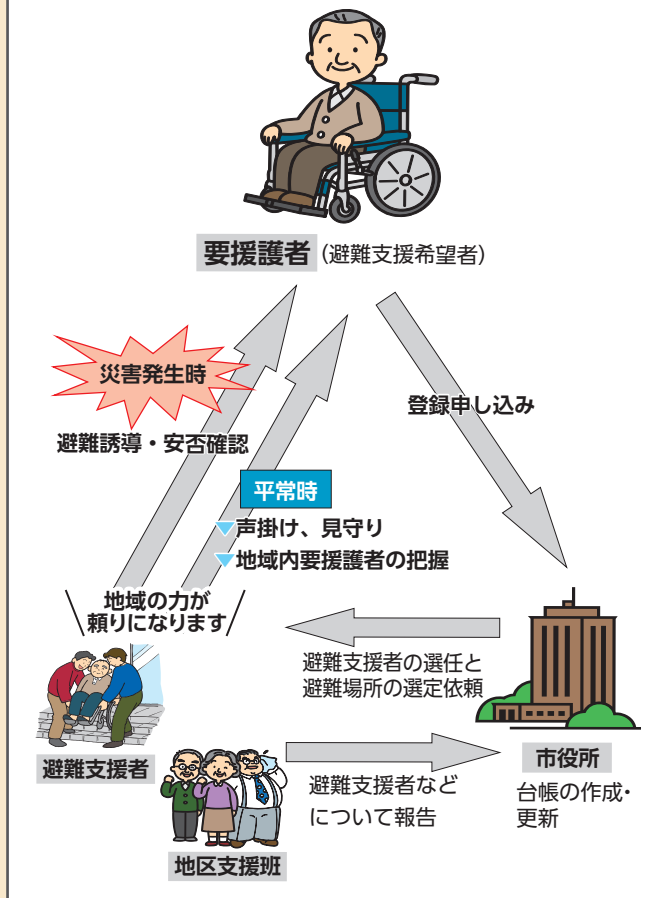 要援護者(避難支援希望者)
災害発生時
避難誘導・安否確認
登録申し込み
平常時
▼声掛け、見守り
▼地域内要援護者の把握
地域の力が
頼りになります
避難支援者の選任と
避難場所の選定依頼
避難支援者
市役所
台帳の作成・
更新
避難支援者など
について報告
地区支援班